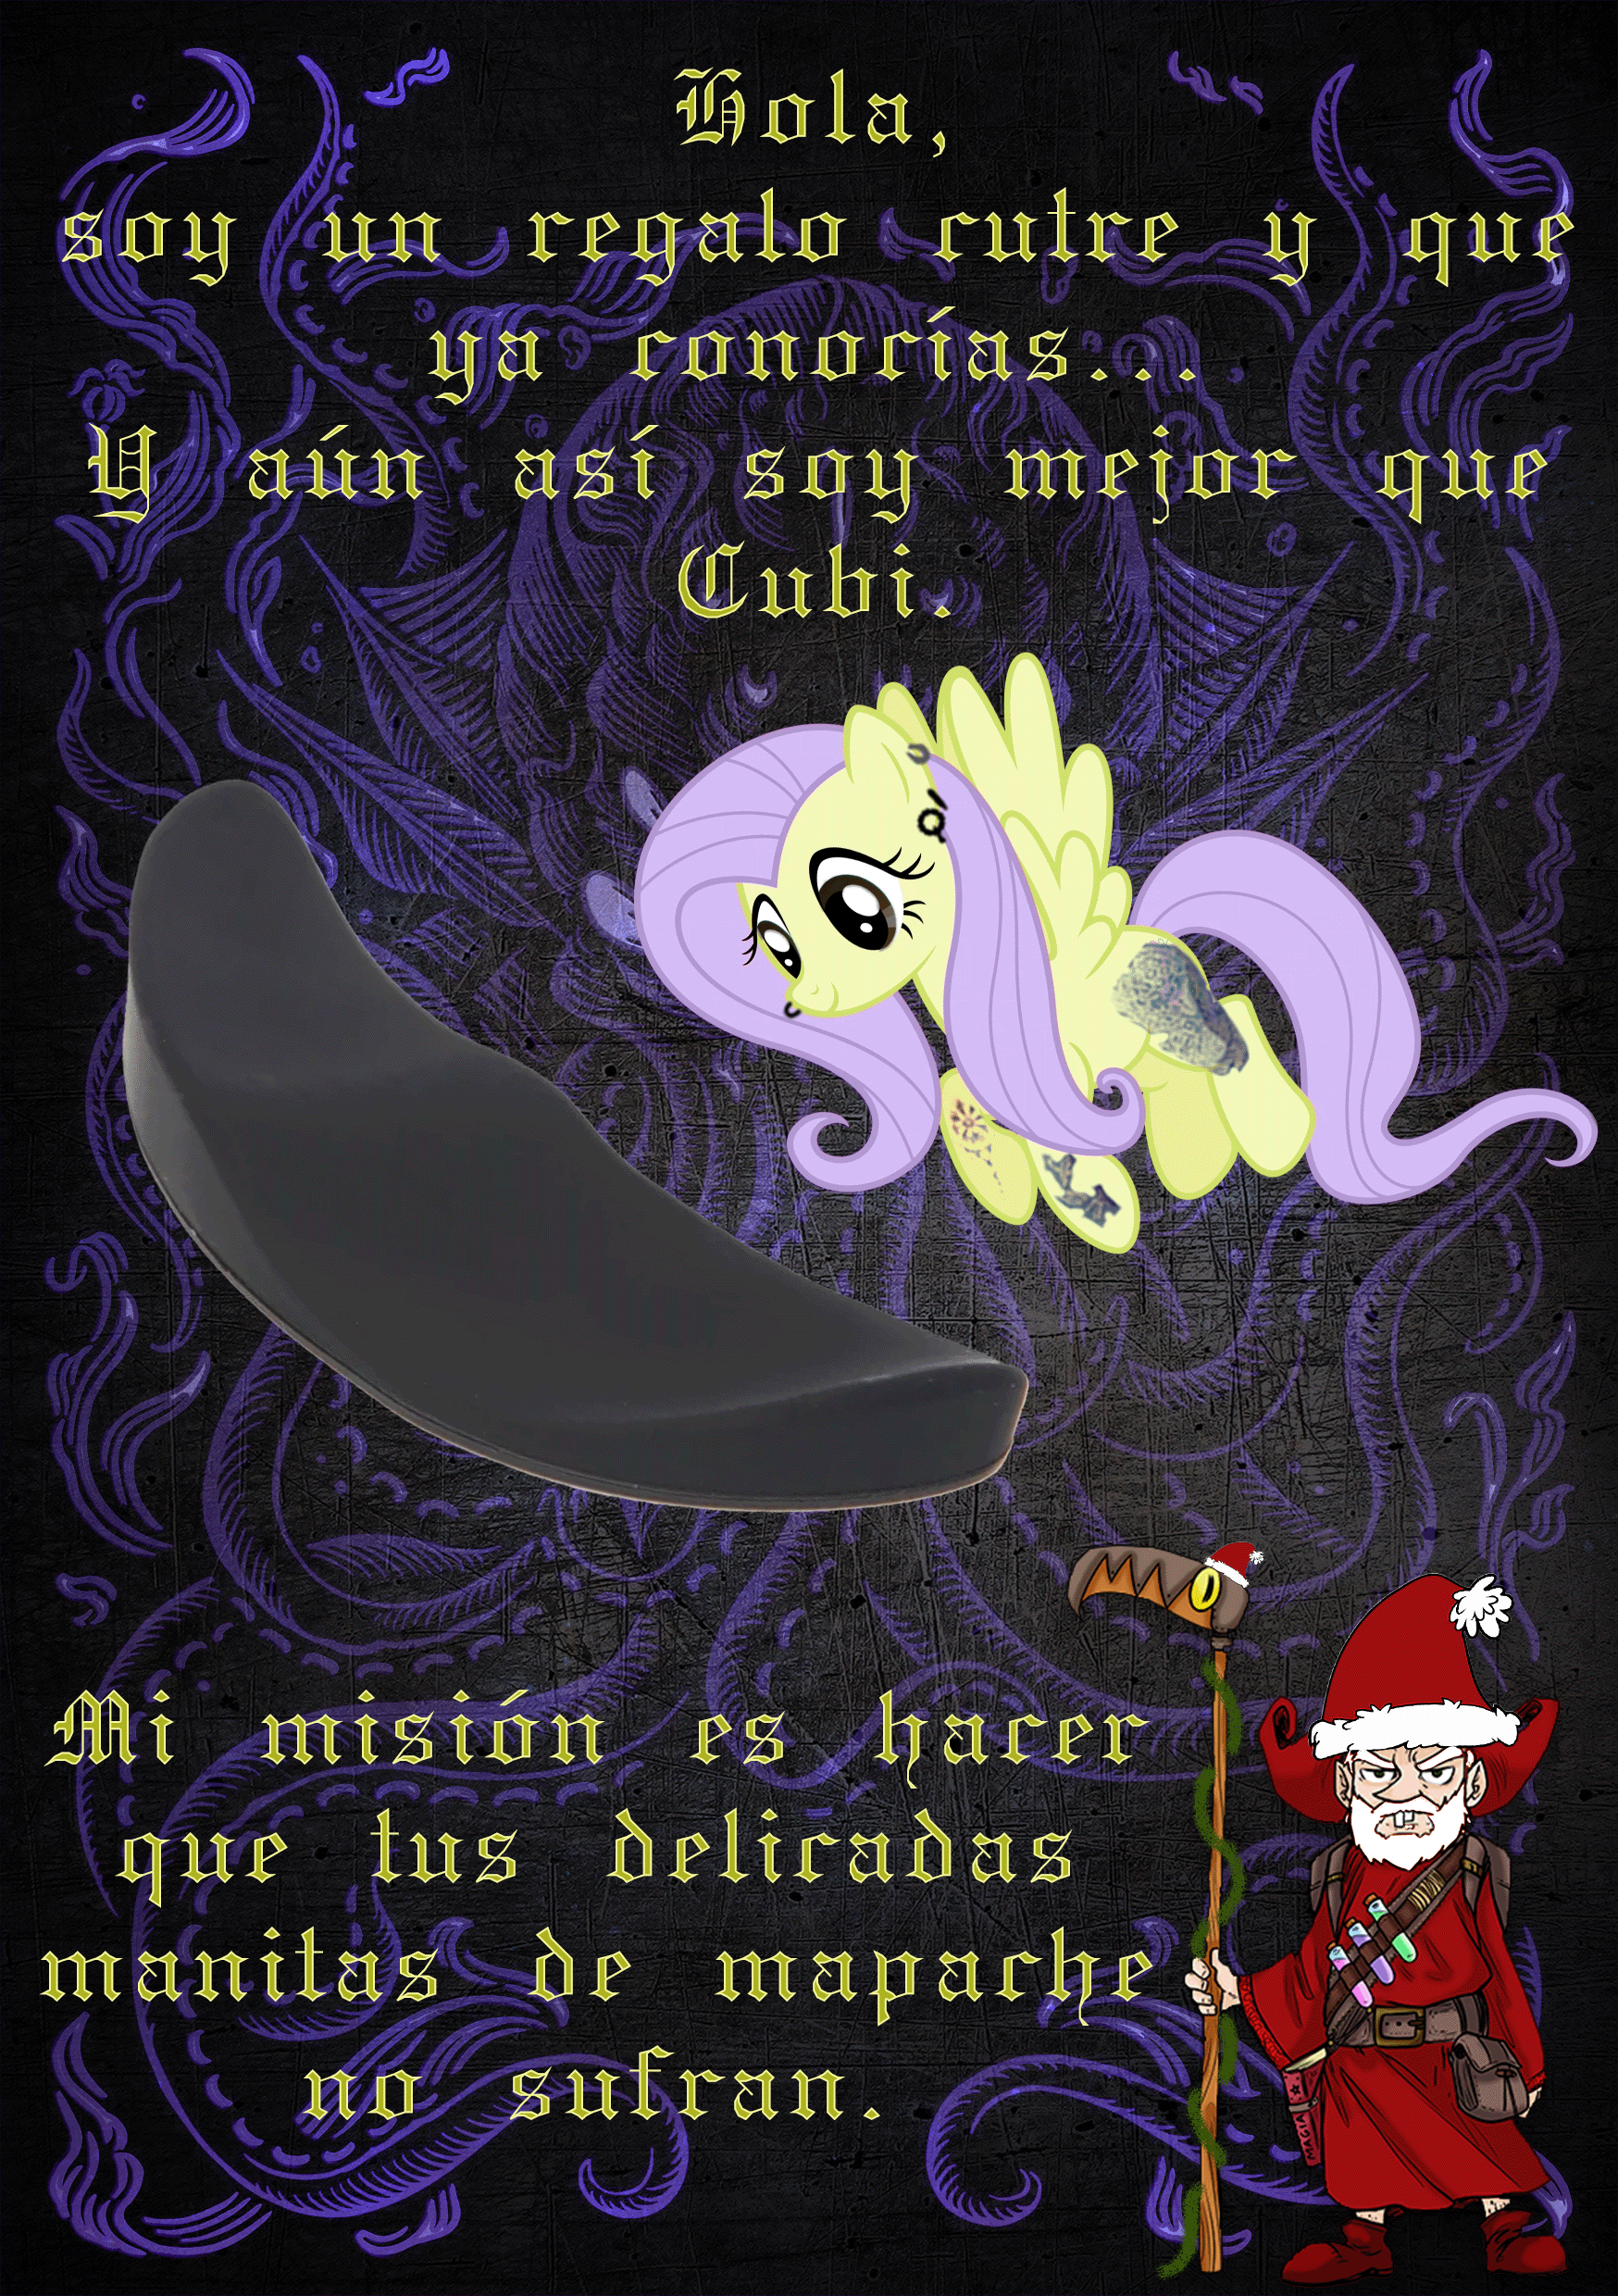 Hola,
soy un regalo cutre y que
ya conocías...
Y aún así soy mejor que
Cubi.
Mi misión es hacer
que tus delicadas
manitas de mapache
no sufran.
MAGIA